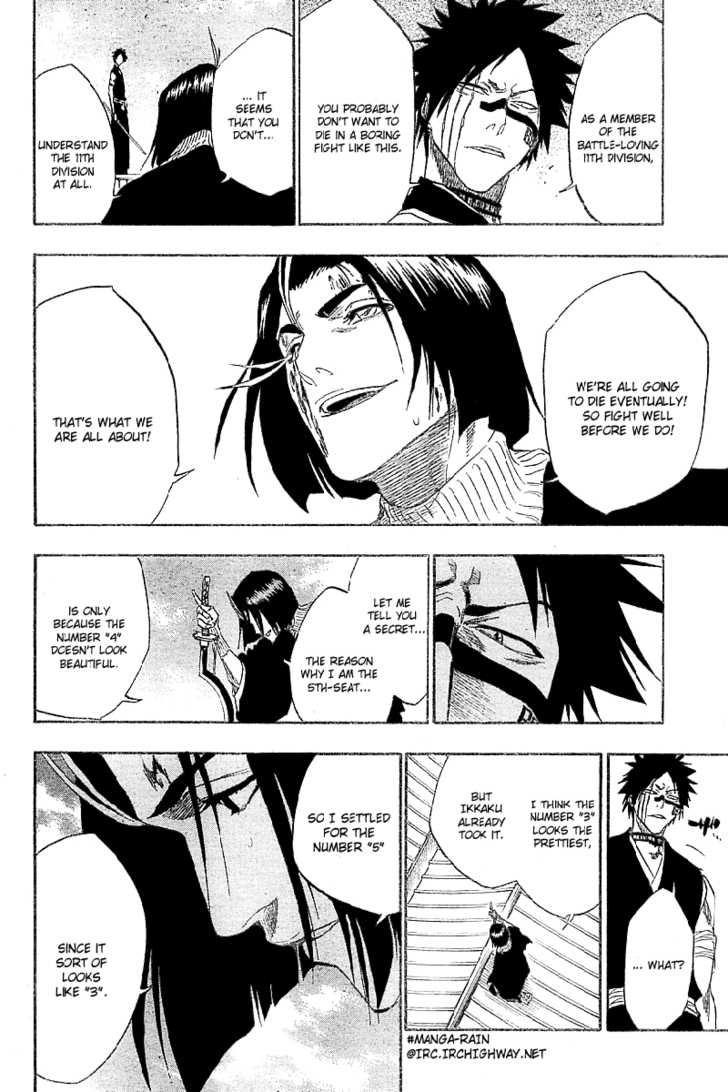 AS A MEMBER
OF THE
BATTLE-LOVING
11TH DIVISION,
YOU PROBABLY
DON'T WANT TO
DIE IN A BORING
FIGHT LIKE THIS.
... IT
SEEMS
THAT YOU
DON'T...
UNDERSTAND
THE 11TH
DIVISION
AT ALL.
WE'RE ALL GOING
TO DIE EVENTUALLY!
SO FIGHT WELL
BEFORE WE DO!
THAT'S WHAT WE
ARE ALL ABOUT!
LET ME
TELL YOU
A SECRET...
THE REASON
WHY I AM THE
5TH-SEAT...
IS ONLY
BECAUSE THE
NUMBER "4"
DOESN'T LOOK
BEAUTIFUL.
... WHAT?
I THINK THE
NUMBER "3"
LOOKS THE
PRETTIEST,
BUT
IKKAKU
ALREADY
TOOK IT.
SO I SETTLED
FOR THE
NUMBER "5"
SINCE IT
SORT OF
LOOKS
LIKE "3".
#MANGA-RAIN
@IRC.IRCHIGHWAY.NET